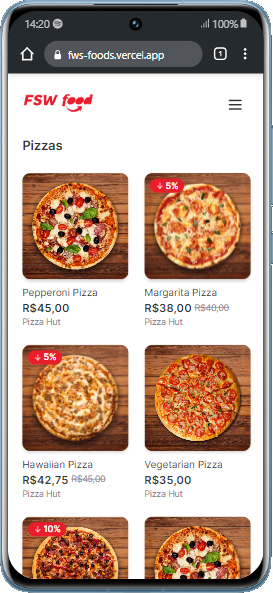 14:20
100%
fws-foods.vercel.app
1
FSW food
Pizzas
5%
Pepperoni Pizza
R$45,00
Pizza Hut
Margarita Pizza
R$38,00 R$40,00
Pizza Hut
5%
Hawaiian Pizza
R$42,75 R$45,00
Pizza Hut
Vegetarian Pizza
R$35,00
Pizza Hut
10%